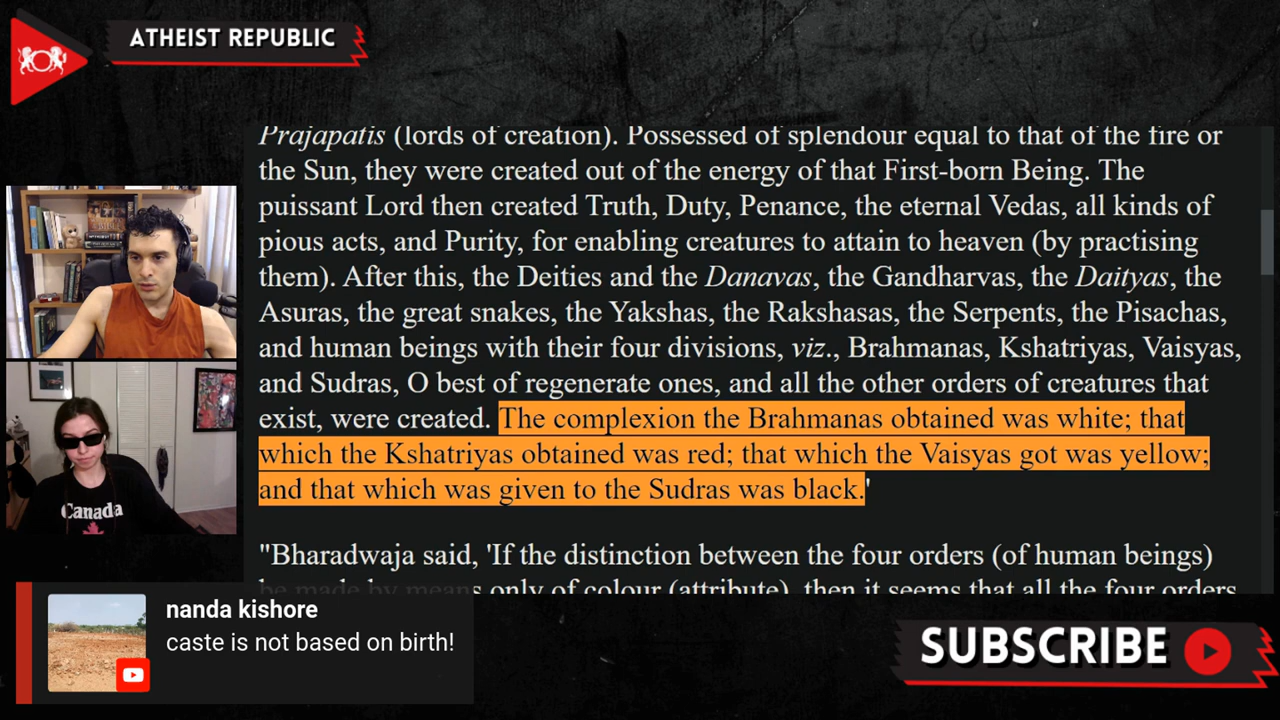 ATHEIST REPUBLIC
Prajapatis (lords of creation). Possessed of splendour equal to that of the fire or
the Sun, they were created out of the energy of that First-born Being. The
puissant Lord then created Truth, Duty, Penance, the eternal Vedas, all kinds of
pious acts, and Purity, for enabling creatures to attain to heaven (by practising
them). After this, the Deities and the Danavas, the Gandharvas, the Daityas, the
Asuras, the great snakes, the Yakshas, the Rakshasas, the Serpents, the Pisachas,
and human beings with their four divisions, viz., Brahmanas, Kshatriyas, Vaisyas,
and Sudras, O best of regenerate ones, and all the other orders of creatures that
exist, were created. The complexion the Brahmanas obtained was white; that
which the Kshatriyas obtained was red; that which the Vaisyas got was yellow;
and that which was given to the Sudras was black.'
"Bharadwaja said, 'If the distinction between the four orders (of human beings)
be made by means only of colour (attribute), then it seems that all the four orders
Canada
nanda kishore
caste is not based on birth!
SUBSCRIBE